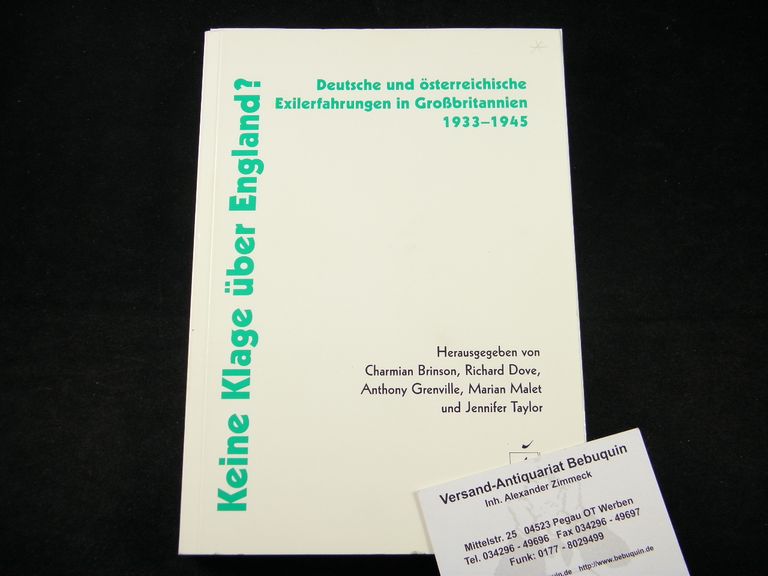 Keine Klage über England?
Deutsche und österreichische
Exilerfahrungen in Großbritannien
1933–1945
Herausgegeben von
Charmian Brinson, Richard Dove,
Anthony Grenville, Marian Malet
und Jennifer Taylor
Versand-Antiquariat Bebuquin
Inh. Alexander Zimmeck
Mittelstr. 25 04523 Pegau OT Werben
Tel. 034296 - 49696 Fax 034296 - 49697
Funk: 0177 - 8029499
http://www.bebuquin.de